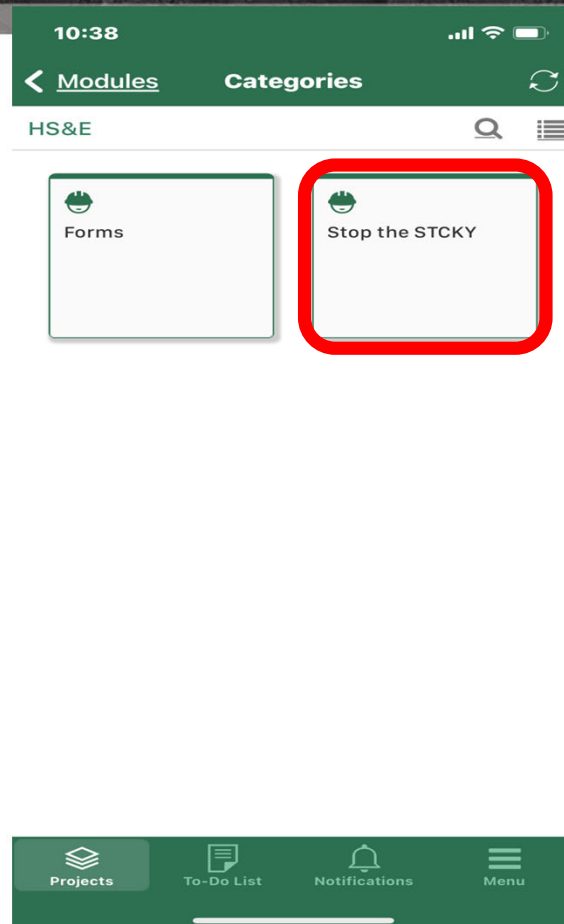 10:38
Modules Categories
HS&E
Forms Stop the STCKY
Projects To-Do List Notifications Menu